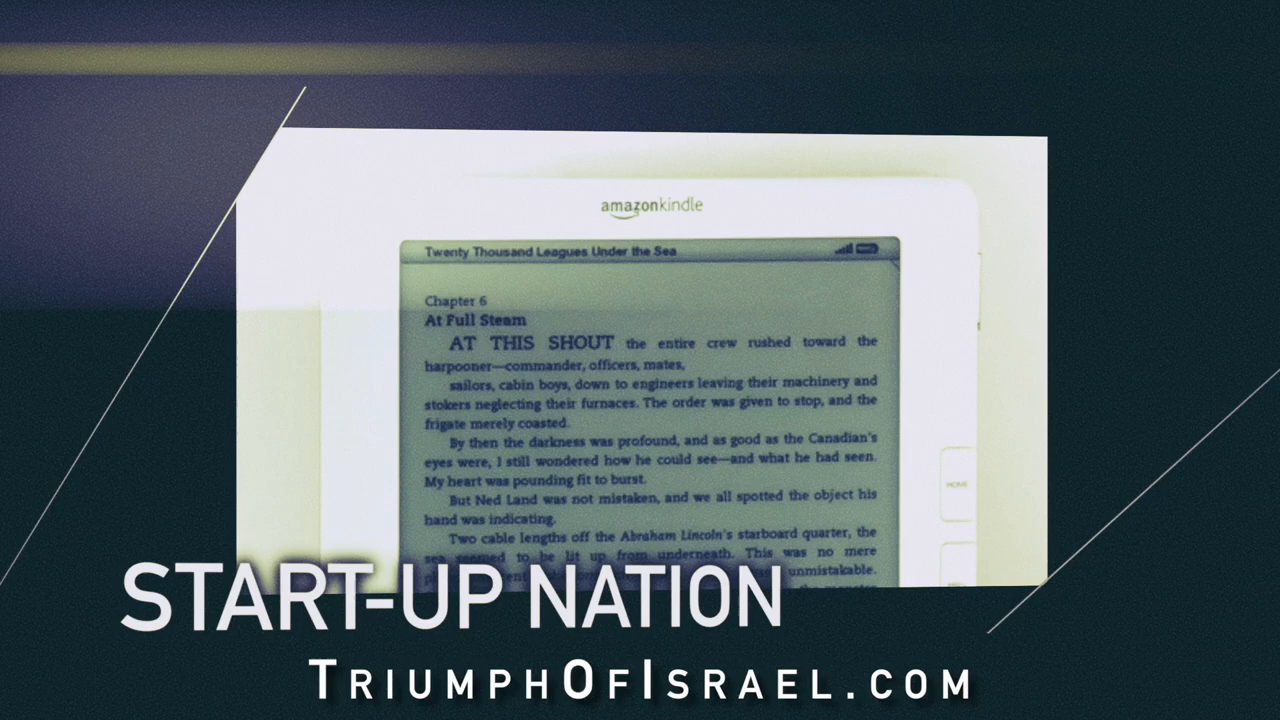 amazonkindle
Twenty Thousand Leagues Under the Sea
Chapter 6
At Full Steam
AT THIS SHOUT the entire crew rushed toward the
harpooner—commander, officers, mates,
sailors, cabin boys, down to engineers leaving their machinery and
stokers neglecting their furnaces. The order was given to stop, and the
frigate merely coasted.
By then the darkness was profound, and as good as the Canadian's
eyes were, I still wondered how he could see—and what he had seen.
My heart was pounding fit to burst.
But Ned Land was not mistaken, and we all spotted the object his
hand was indicating.
Two cable lengths off the Abraham Lincoln's starboard quarter, the
sea seemed to be lit up from underneath. This was no mere
unmistakable.
the monster
HOME
START-UP NATION
TRIUMPHOFISRAEL.COM